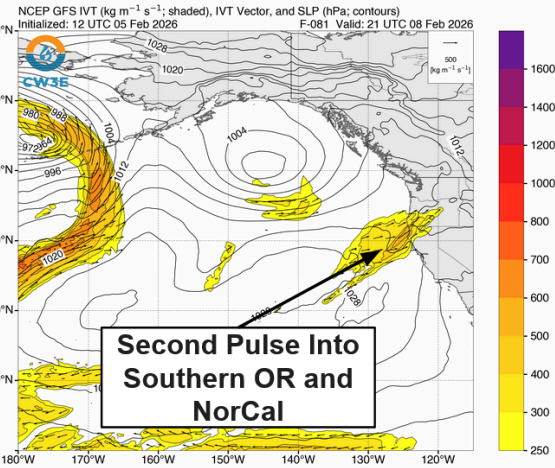 NCEP GFS IVT (kg m⁻¹ s⁻¹; shaded), IVT Vector, and SLP (hPa; contours)
Initialized: 12 UTC 05 Feb 2026 F-081 Valid: 21 UTC 08 Feb 2026
CW3E
500
[kg m⁻¹ s⁻¹]
1028
1020
980
988
972
964
996
1004
1012
1004
1012
1020
1028
Second Pulse Into
Southern OR and
NorCal
°N
°N
°N
°N
°N
°N
180°W 170°W 160°W 150°W 140°W 130°W 120°W
1600
1400
1200
1000
800
700
600
500
400
300
250